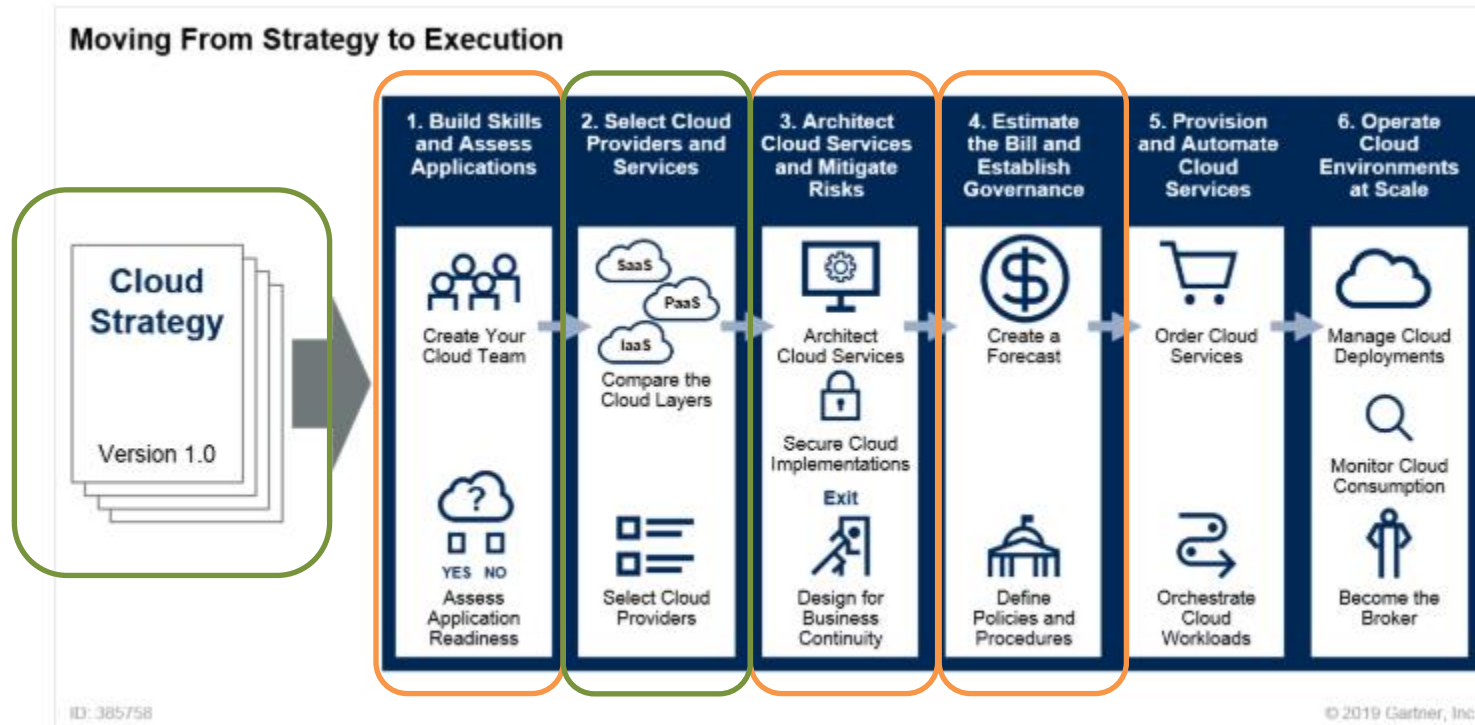 Moving From Strategy to Execution
Cloud
Strategy
Version 1.0
1. Build Skills
and Assess
Applications
Create Your
Cloud Team
?
YES NO
Assess
Application
Readiness
2. Select Cloud
Providers and
Services
SaaS
PaaS
IaaS
Compare the
Cloud Layers
Select Cloud
Providers
3. Architect
Cloud Services
and Mitigate
Risks
Architect
Cloud Services
Secure Cloud
Implementations
Exit
Design for
Business
Continuity
4. Estimate
the Bill and
Establish
Governance
$
Create a
Forecast
Define
Policies and
Procedures
5. Provision
and Automate
Cloud
Services
Order Cloud
Services
Orchestrate
Cloud
Workloads
6. Operate
Cloud
Environments
at Scale
Manage Cloud
Deployments
Monitor Cloud
Consumption
Become the
Broker
ID: 385758
© 2019 Gartner, Inc